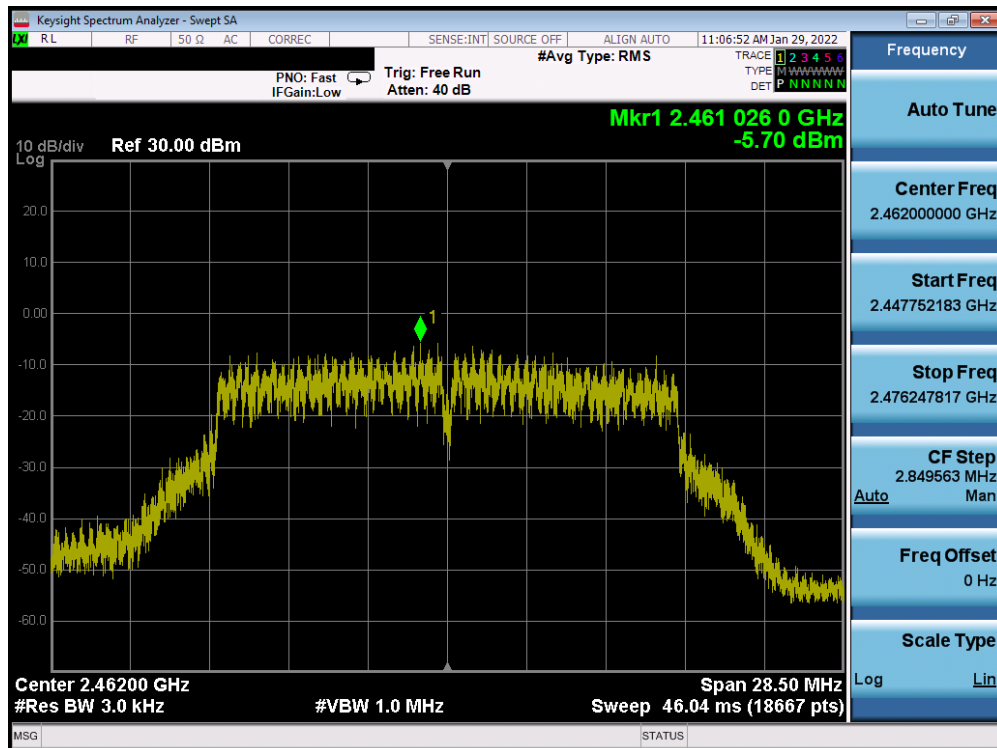 Keysight Spectrum Analyzer - Swept SA
LXI RL RF 50 Ω AC CORREC SENSE:INT SOURCE OFF ALIGN AUTO 11:06:52 AM Jan 29, 2022
PNO: Fast
IFGain:Low
Trig: Free Run
Atten: 40 dB
#Avg Type: RMS
TRACE 1 2 3 4 5 6
TYPE M W W W W W
DET P N N N N N
Mkr1 2.461 026 0 GHz
-5.70 dBm
10 dB/div Ref 30.00 dBm
Log
20.0
10.0
0.00
-10.0
-20.0
-30.0
-40.0
-50.0
-60.0
1
Center 2.46200 GHz Span 28.50 MHz
#Res BW 3.0 kHz #VBW 1.0 MHz Sweep 46.04 ms (18667 pts)
MSG STATUS
Frequency
Auto Tune
Center Freq
2.462000000 GHz
Start Freq
2.447752183 GHz
Stop Freq
2.476247817 GHz
CF Step
2.849563 MHz
Auto Man
Freq Offset
0 Hz
Scale Type
Log Lin